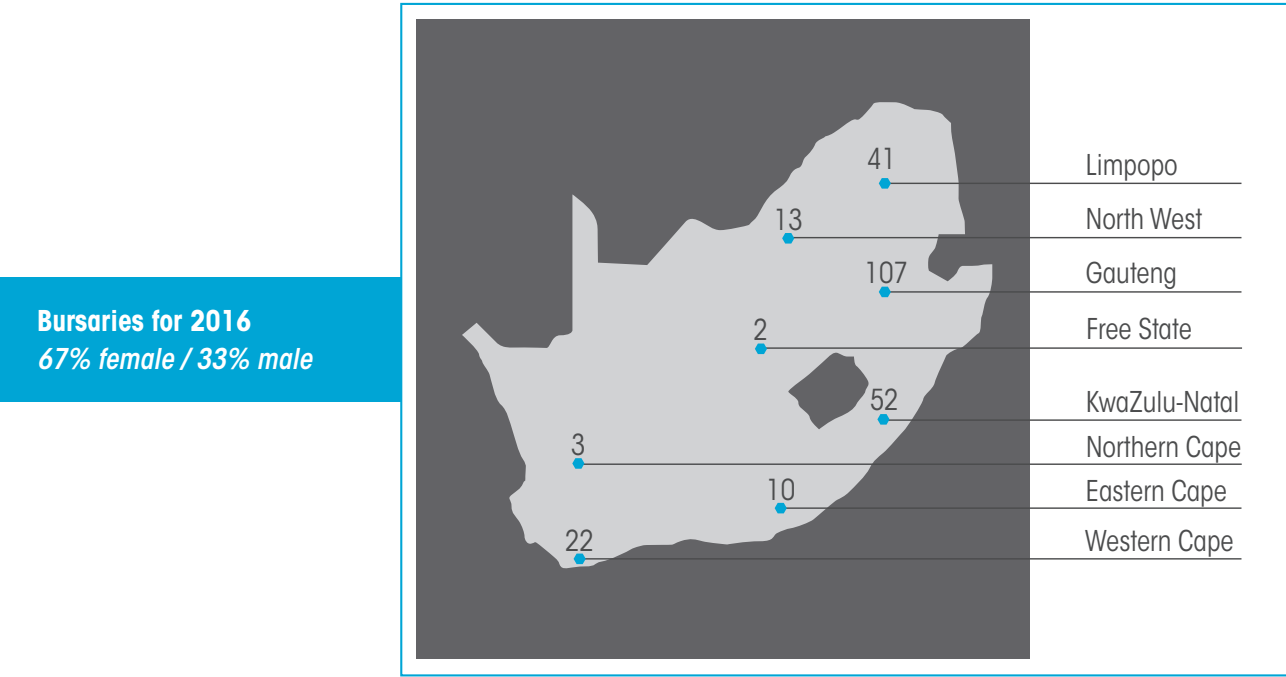 Bursaries for 2016
67% female / 33% male
41
Limpopo
13
North West
107
Gauteng
2
Free State
52
KwaZulu-Natal
3
Northern Cape
10
Eastern Cape
22
Western Cape